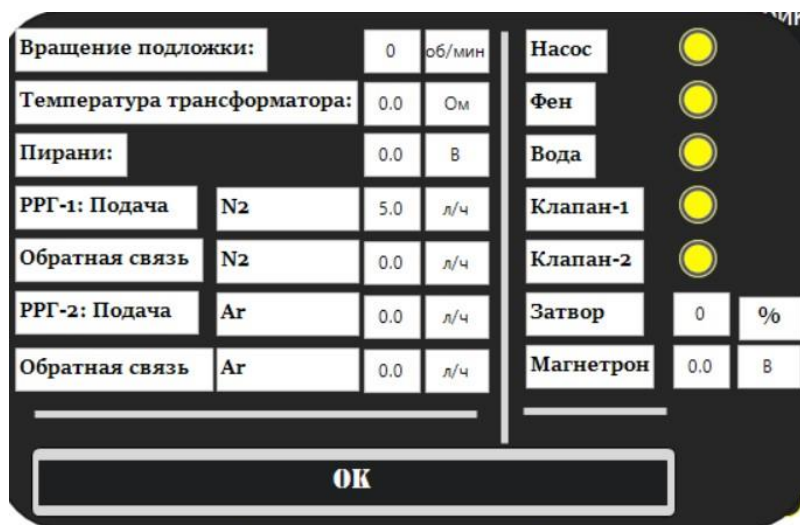 Вращение подложки: 0 об/мин
Температура трансформатора: 0.0 Ом
Пирани: 0.0 В
РРГ-1: Подача N2 5.0 л/ч
Обратная связь N2 0.0 л/ч
РРГ-2: Подача Ar 0.0 л/ч
Обратная связь Ar 0.0 л/ч
Насос
Фен
Вода
Клапан-1
Клапан-2
Затвор 0 %
Магнетрон 0.0 В
OK